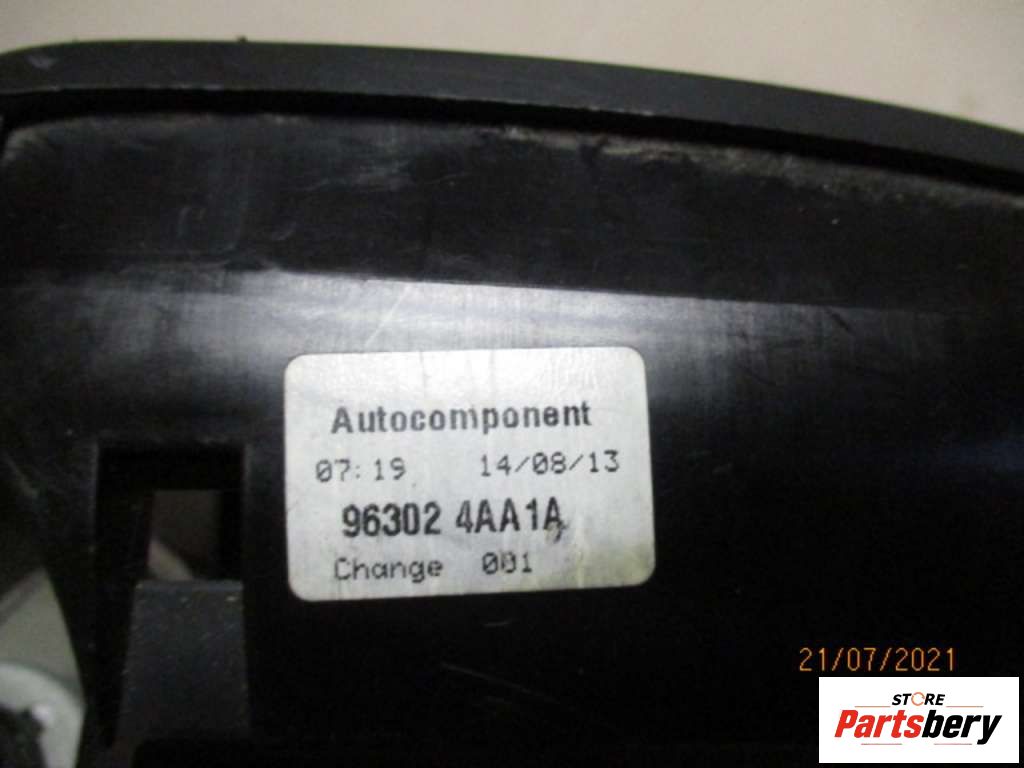 Autocomponent
07:19 14/08/13
96302 4AA1A
Change 001
21/07/2021
STORE
Partsbery